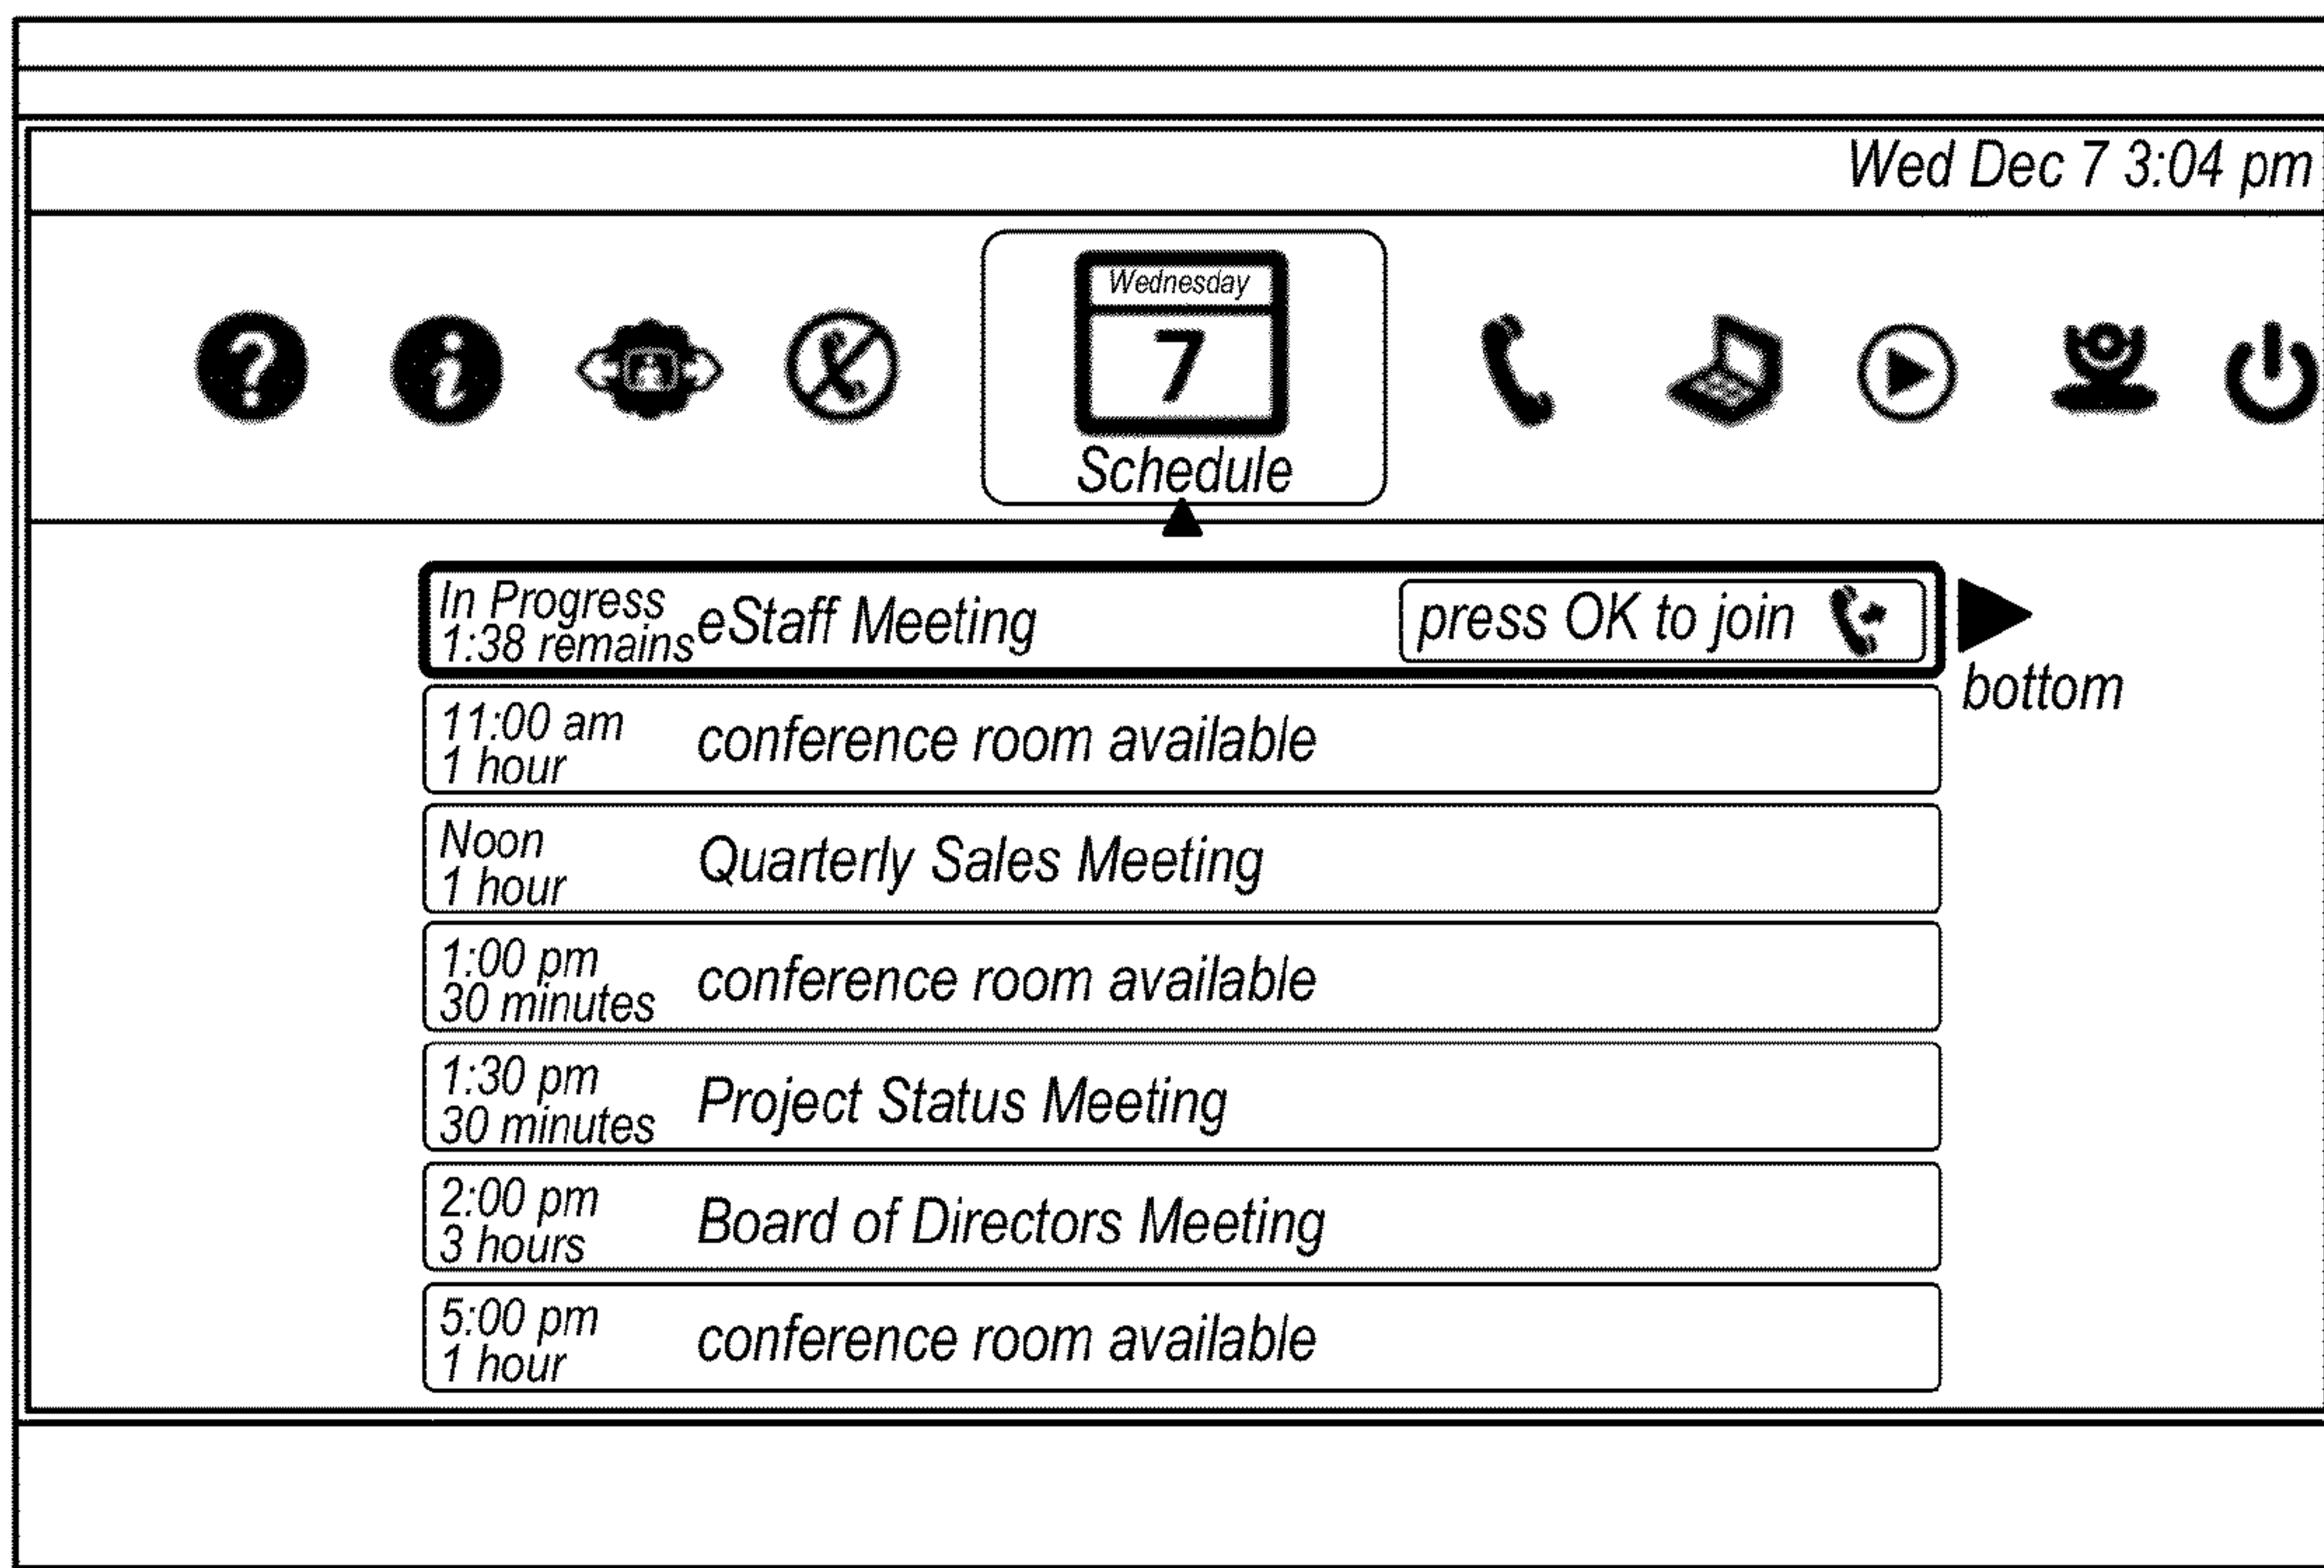 Wed Dec 7 3:04 pm
Wednesday
7
Schedule
In Progress
1:38 remains
eStaff Meeting
press OK to join
bottom
11:00 am
1 hour
conference room available
Noon
1 hour
Quarterly Sales Meeting
1:00 pm
30 minutes
conference room available
1:30 pm
30 minutes
Project Status Meeting
2:00 pm
3 hours
Board of Directors Meeting
5:00 pm
1 hour
conference room available